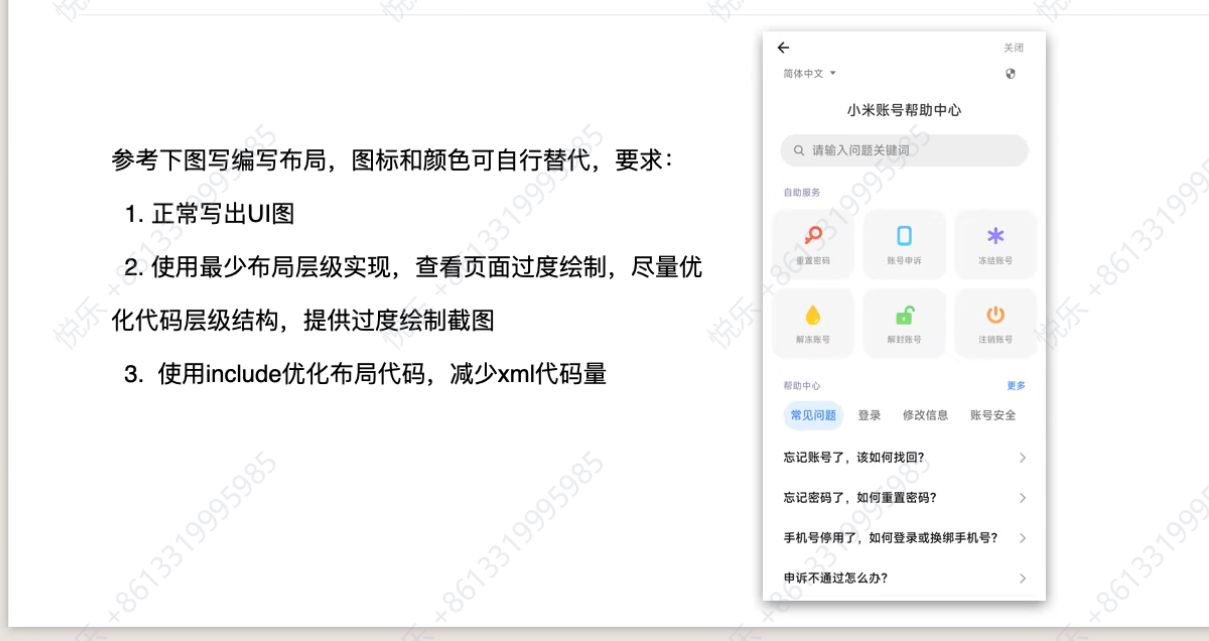 参考下图写编写布局，图标和颜色可自行替代，要求：
1. 正常写出UI图
2. 使用最少布局层级实现，查看页面过度绘制，尽量优
化代码层级结构，提供过度绘制截图
3. 使用include优化布局代码，减少xml代码量
关闭
简体中文
小米账号帮助中心
请输入问题关键词
自助服务
重置密码 账号申诉 冻结账号
解冻账号 解封账号 注销账号
帮助中心 更多
常见问题 登录 修改信息 账号安全
忘记账号了，该如何找回？
忘记密码了，如何重置密码？
手机号停用了，如何登录或换绑手机号？
申诉不通过怎么办？
悦乐 +8613319995985